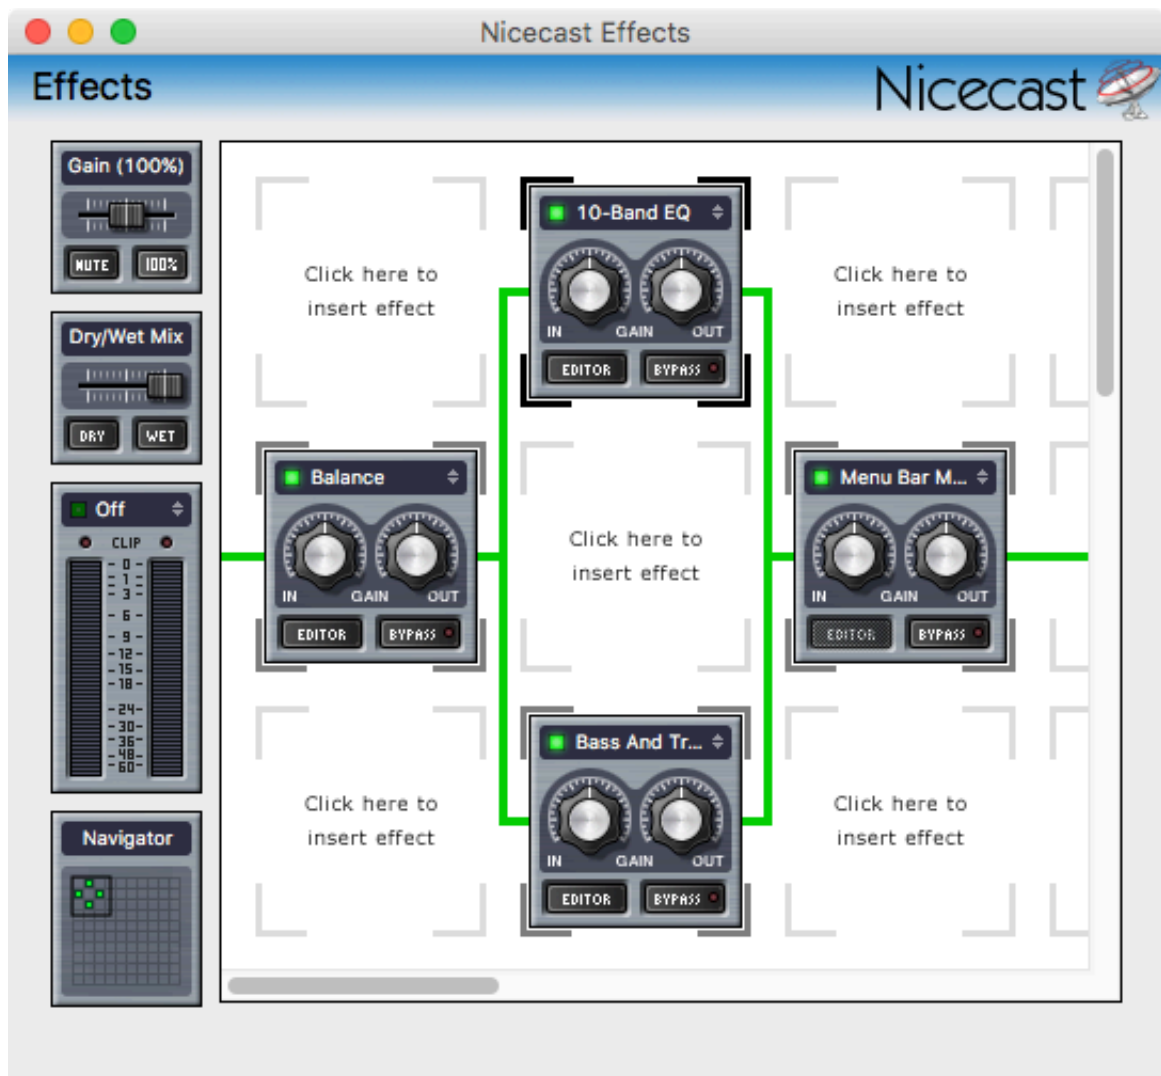 Nicecast Effects
Effects
Nicecast
Gain (100%)
MUTE 100%
Dry/Wet Mix
DRY WET
Off
CLIP
0
1
3
6
9
12
15
18
24
30
36
48
60
Navigator
Click here to
insert effect
10-Band EQ
IN GAIN OUT
EDITOR BYPASS
Click here to
insert effect
Balance
IN GAIN OUT
EDITOR BYPASS
Click here to
insert effect
Menu Bar M...
IN GAIN OUT
EDITOR BYPASS
Click here to
insert effect
Bass And Tr...
IN GAIN OUT
EDITOR BYPASS
Click here to
insert effect